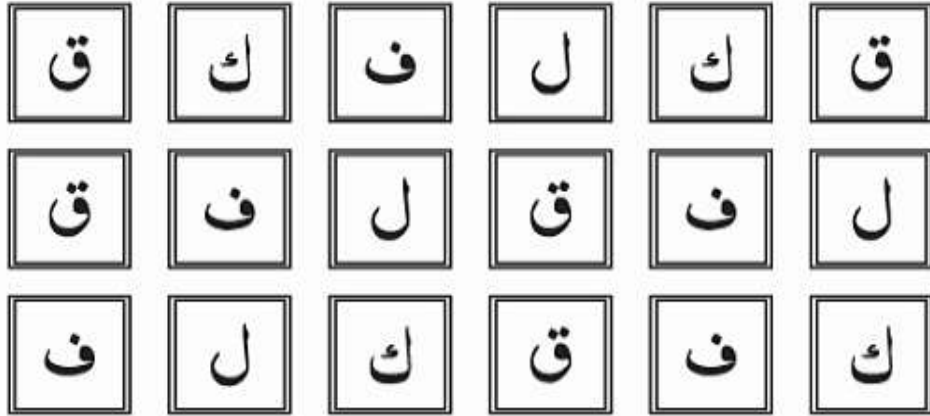 ق ك ل ف ك ق
ل ف ق ل ف ق
ك ف ق ك ل ف